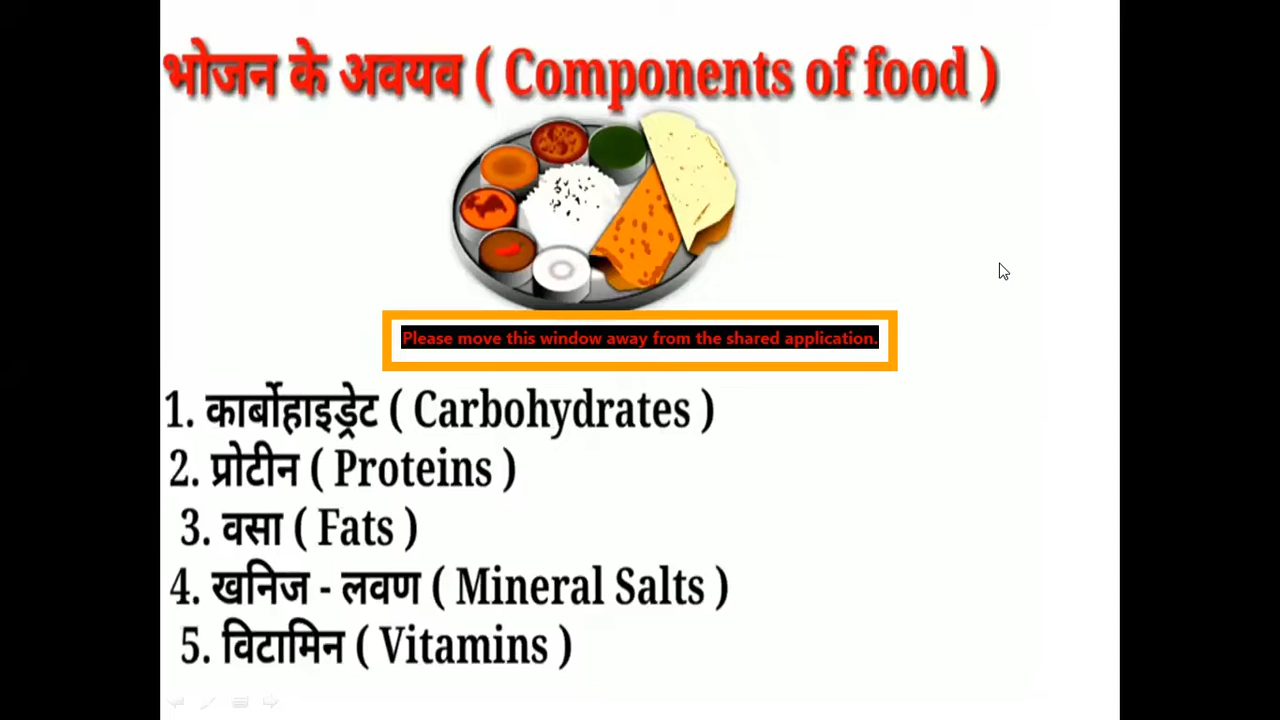 भोजन के अवयव ( Components of food )
Please move this window away from the shared application.
1. कार्बोहाइड्रेट ( Carbohydrates )
2. प्रोटीन ( Proteins )
3. वसा ( Fats )
4. खनिज - लवण ( Mineral Salts )
5. विटामिन ( Vitamins )